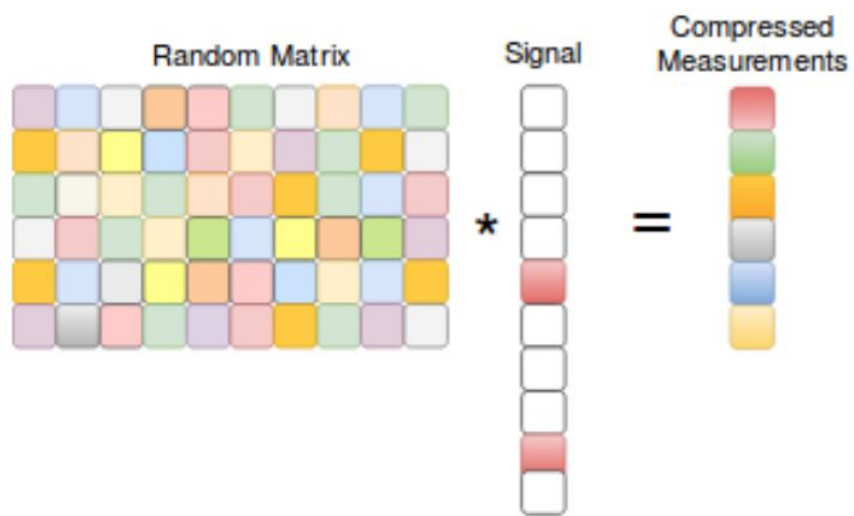 Random Matrix
Signal
Compressed
Measurements
*
=